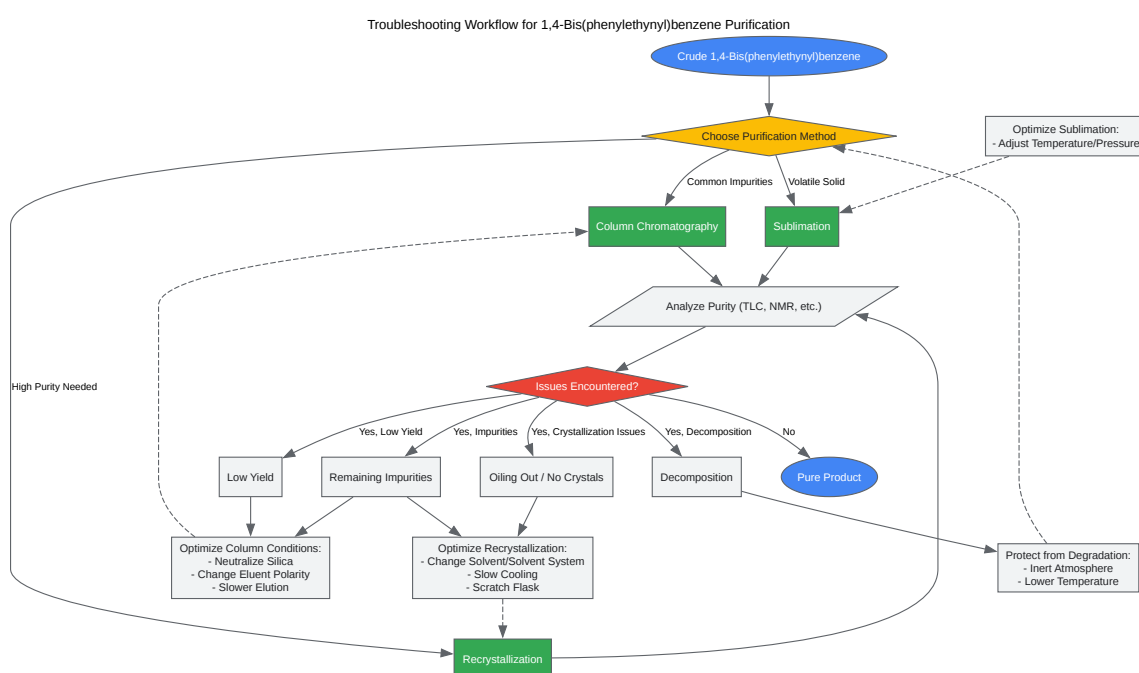 Troubleshooting Workflow for 1,4-Bis(phenylethynyl)benzene Purification
Crude 1,4-Bis(phenylethynyl)benzene
Choose Purification Method
Optimize Sublimation:
- Adjust Temperature/Pressure
Common Impurities
Volatile Solid
Column Chromatography
Sublimation
Analyze Purity (TLC, NMR, etc.)
High Purity Needed
Issues Encountered?
Yes, Low Yield
Yes, Impurities
Yes, Crystallization Issues
Yes, Decomposition
No
Low Yield
Remaining Impurities
Oiling Out / No Crystals
Decomposition
Pure Product
Optimize Column Conditions:
- Neutralize Silica
- Change Eluent Polarity
- Slower Elution
Optimize Recrystallization:
- Change Solvent/Solvent System
- Slow Cooling
- Scratch Flask
Protect from Degradation:
- Inert Atmosphere
- Lower Temperature
Recrystallization